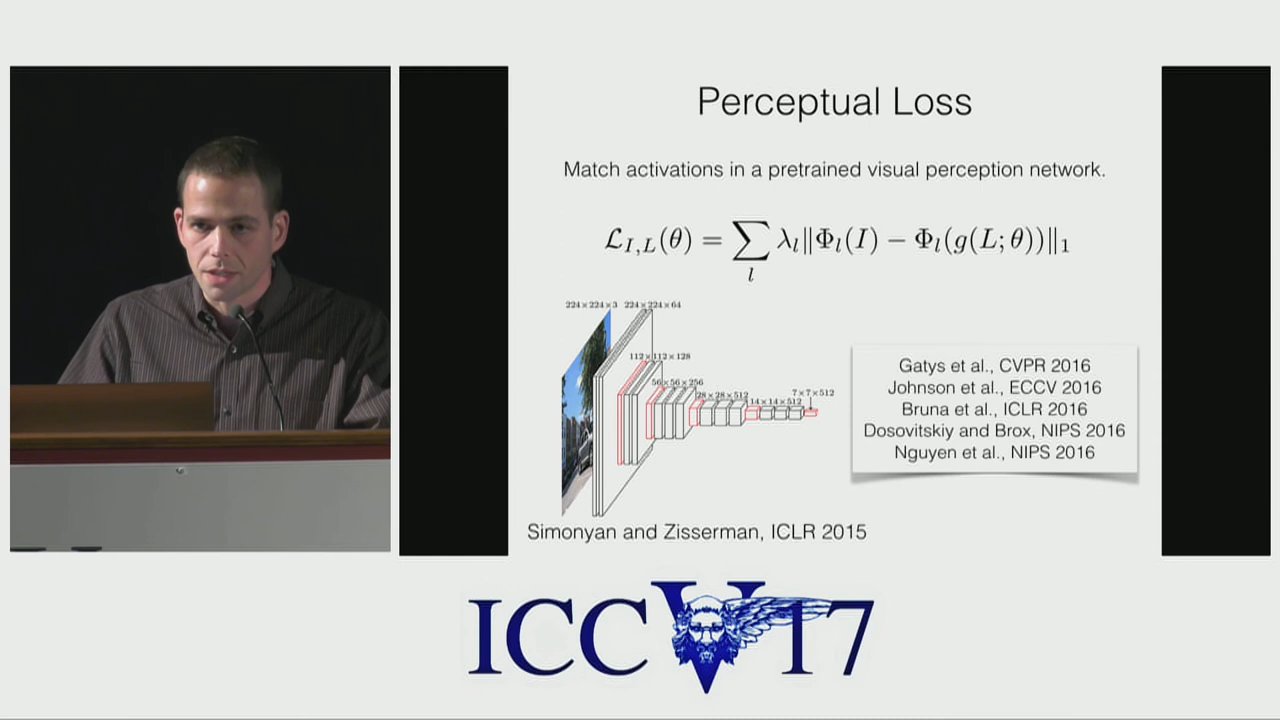 Perceptual Loss
Match activations in a pretrained visual perception network.
ℒ_{I,L}(θ) = ∑_l λ_l‖Φ_l(I) − Φ_l(g(L;θ))‖_1
224×224×3 224×224×64
112×112×128
56×56×256
28×28×512
14×14×512
7×7×512
Gatys et al., CVPR 2016
Johnson et al., ECCV 2016
Bruna et al., ICLR 2016
Dosovitskiy and Brox, NIPS 2016
Nguyen et al., NIPS 2016
Simonyan and Zisserman, ICLR 2015
ICCV17